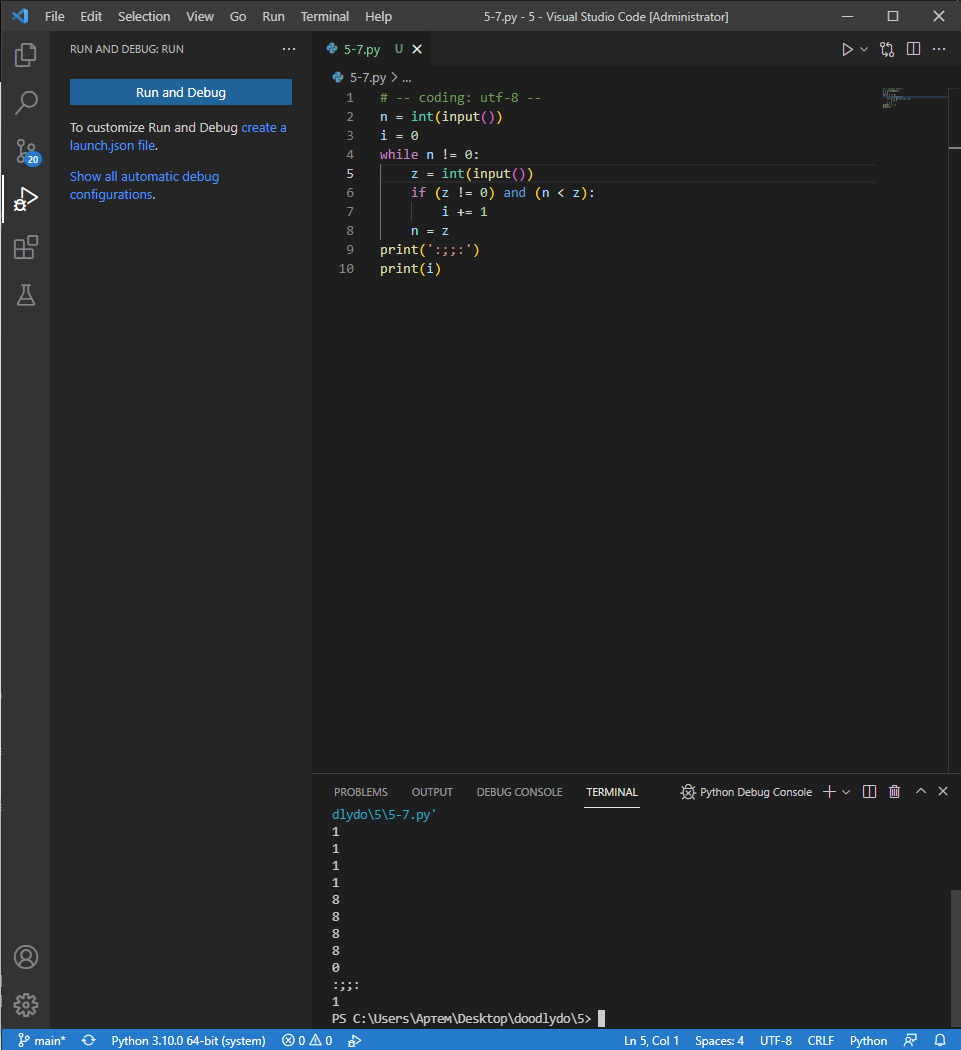 File Edit Selection View Go Run Terminal Help 5-7.py - 5 - Visual Studio Code [Administrator]
RUN AND DEBUG: RUN ...
Run and Debug
To customize Run and Debug create a
launch.json file.
Show all automatic debug
configurations.
20
5-7.py U
5-7.py > ...
1 # -- coding: utf-8 --
2 n = int(input())
3 i = 0
4 while n != 0:
5     z = int(input())
6     if (z != 0) and (n < z):
7         i += 1
8     n = z
9 print(':;;:')
10 print(i)
PROBLEMS OUTPUT DEBUG CONSOLE TERMINAL Python Debug Console
dlydo\5\5-7.py'
1
1
1
1
8
8
8
8
0
:;;:
1
PS C:\Users\Артем\Desktop\doodlydo\5>
main* Python 3.10.0 64-bit (system) 0 0 Ln 5, Col 1 Spaces: 4 UTF-8 CRLF Python